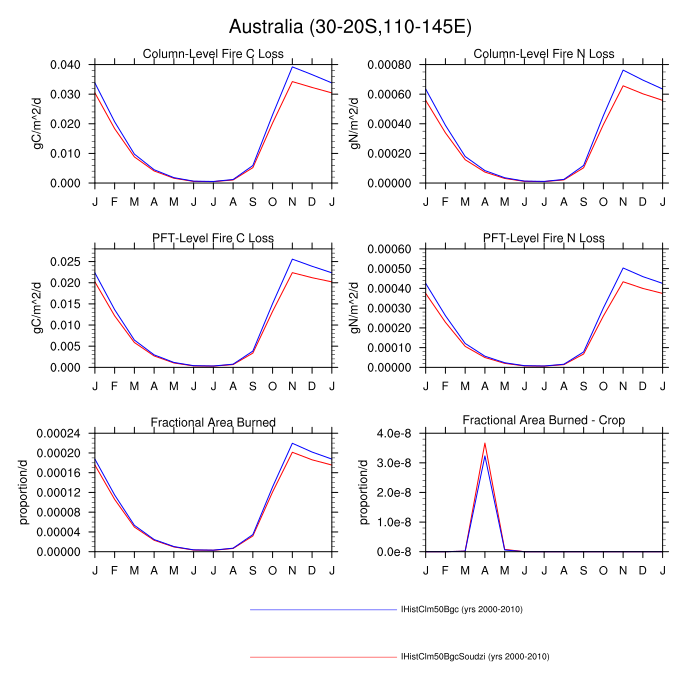 Australia (30-20S,110-145E)
Column-Level Fire C Loss
gC/m^2/d
0.040
0.030
0.020
0.010
0.000
J F M A M J J A S O N D J
Column-Level Fire N Loss
gN/m^2/d
0.00080
0.00060
0.00040
0.00020
0.00000
J F M A M J J A S O N D J
PFT-Level Fire C Loss
gC/m^2/d
0.025
0.020
0.015
0.010
0.005
0.000
J F M A M J J A S O N D J
PFT-Level Fire N Loss
gN/m^2/d
0.00060
0.00050
0.00040
0.00030
0.00020
0.00010
0.00000
J F M A M J J A S O N D J
Fractional Area Burned
proportion/d
0.00024
0.00020
0.00016
0.00012
0.00008
0.00004
0.00000
J F M A M J J A S O N D J
Fractional Area Burned - Crop
proportion/d
4.0e-8
3.0e-8
2.0e-8
1.0e-8
0.0e-8
J F M A M J J A S O N D J
IHistClm50Bgc (yrs 2000-2010)
IHistClm50BgcSoudzi (yrs 2000-2010)